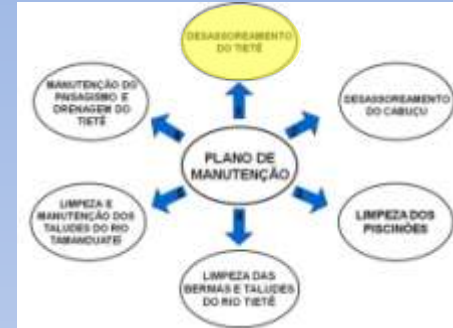 DESASSOREAMENTO
DO TIETÊ
MANUTENÇÃO DO
PAISAGISMO E
DRENAGEM DO
TIETÊ
DESASSOREAMENTO
DO CABUÇU
PLANO DE
MANUTENÇÃO
LIMPEZA E
MANUTENÇÃO DOS
TALUDES DO RIO
TAMANDUATEÍ
LIMPEZA DOS
PISCINÕES
LIMPEZA DAS
BERMAS E TALUDES
DO RIO TIETÊ